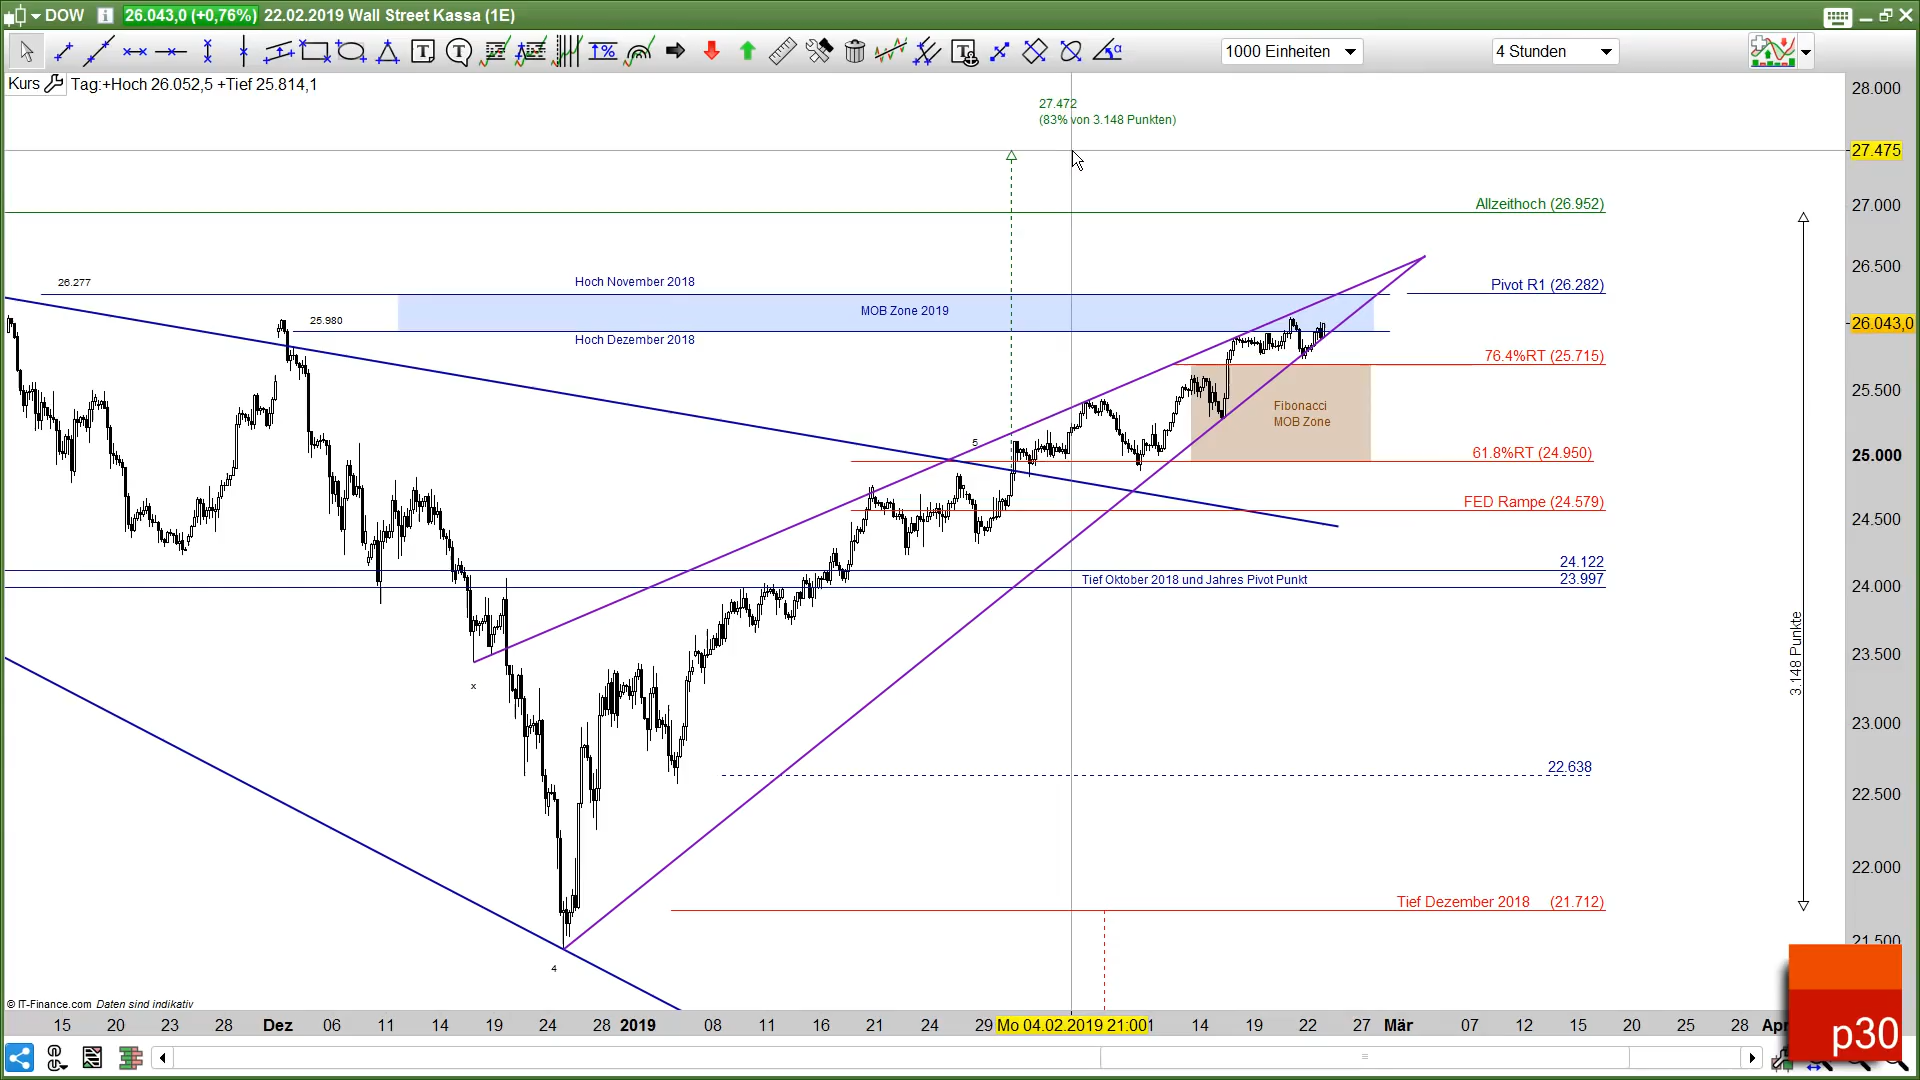 DOW
26.043,0 (+0,76%)
22.02.2019 Wall Street Kassa (1E)
1000 Einheiten
4 Stunden
Kurs
Tag:+Hoch 26.052,5 +Tief 25.814,1
28.000
27.472
(83% von 3.148 Punkten)
27.475
Allzeithoch (26.952)
27.000
26.500
26.277
Hoch November 2018
Pivot R1 (26.282)
MOB Zone 2019
25.980
26.043,0
Hoch Dezember 2018
76.4%RT (25.715)
25.500
Fibonacci
MOB Zone
5
61.8%RT (24.950)
25.000
FED Rampe (24.579)
24.500
24.122
Tief Oktober 2018 und Jahres Pivot Punkt
23.997
24.000
3.148 Punkte
23.500
x
23.000
22.638
22.500
22.000
Tief Dezember 2018 (21.712)
21.500
4
© IT-Finance.com Daten sind indikativ
15 20 23 28 Dez 06 11 14 19 24 28 2019 08 11 16 21 24 29 Mo 04.02.2019 21:00 1 14 19 22 27 Mär 07 12 15 20 25 28 Apr
p30